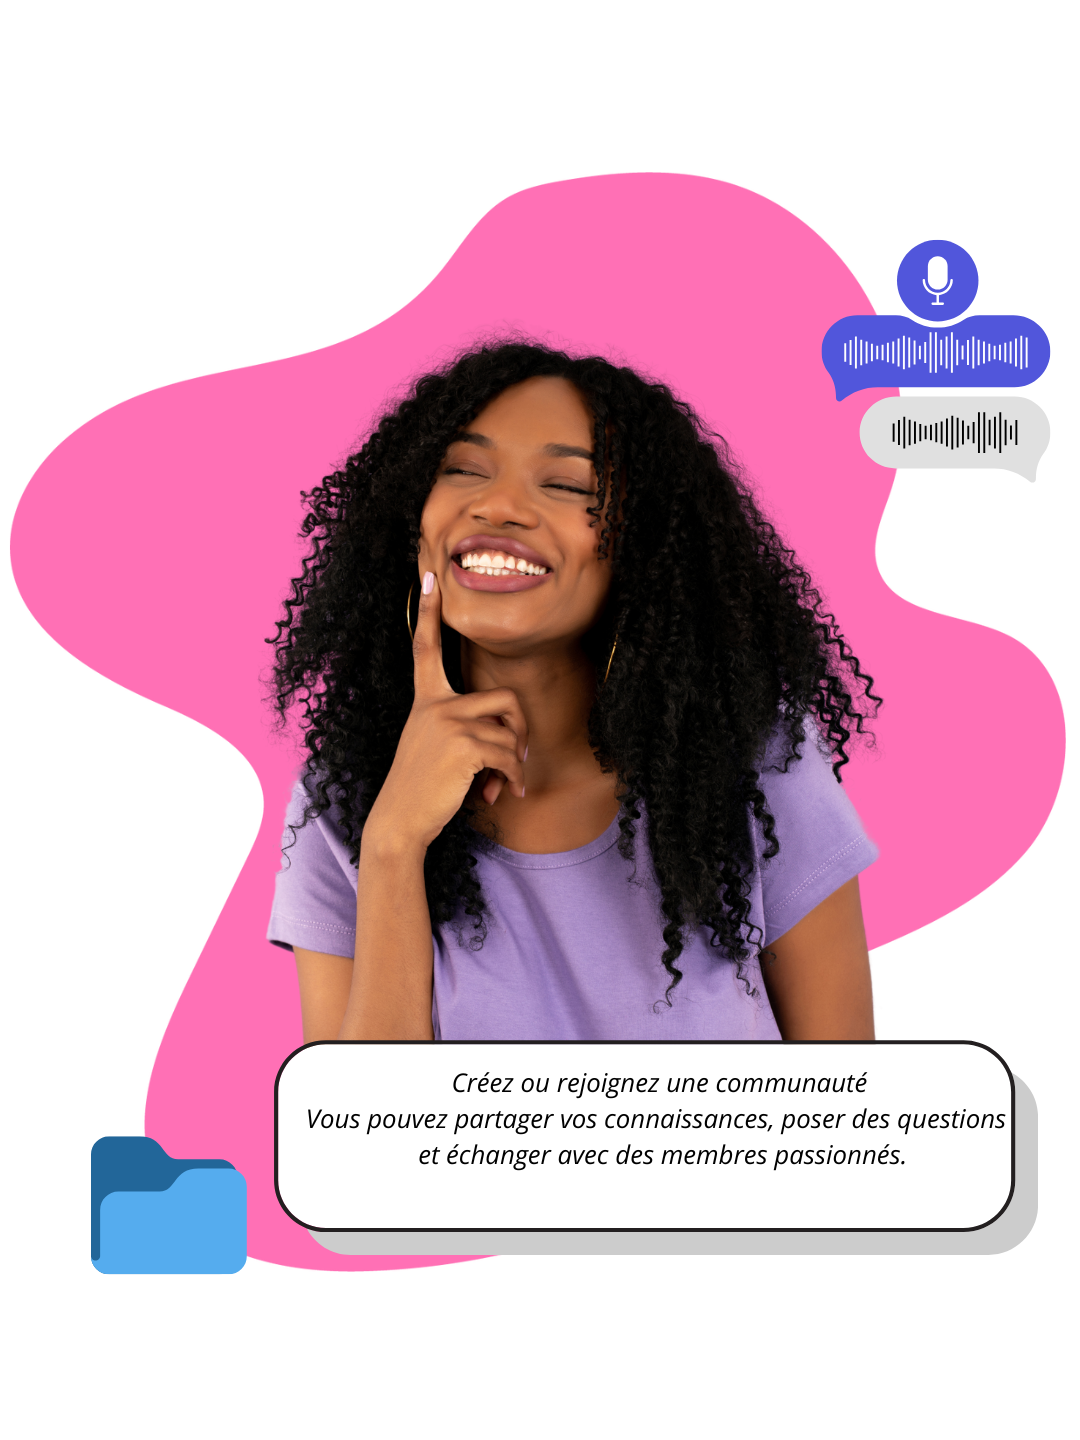 Créez ou rejoignez une communauté
Vous pouvez partager vos connaissances, poser des questions
et échanger avec des membres passionnés.